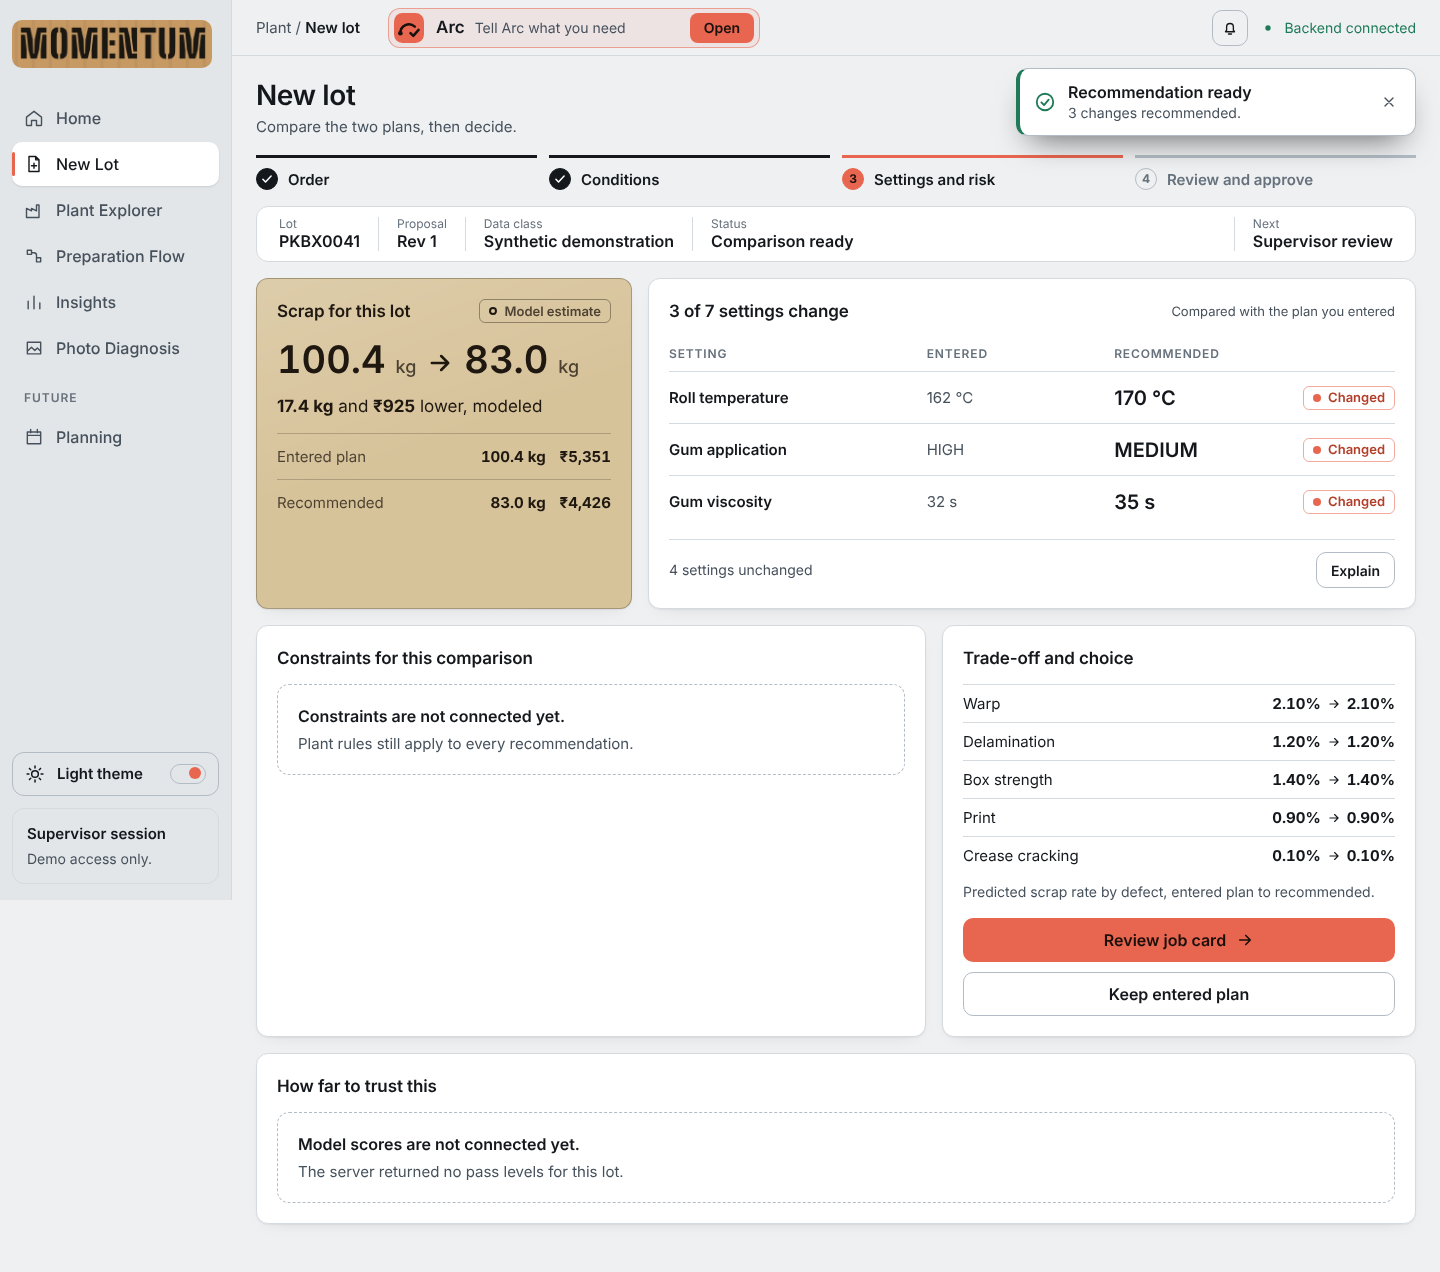 MOMENTUM
Plant / New lot
Arc Tell Arc what you need Open
Backend connected
Home
New Lot
Plant Explorer
Preparation Flow
Insights
Photo Diagnosis
FUTURE
Planning
Light theme
Supervisor session
Demo access only.
New lot
Compare the two plans, then decide.
Recommendation ready
3 changes recommended.
Order
Conditions
3 Settings and risk
4 Review and approve
Lot
PKBX0041
Proposal
Rev 1
Data class
Synthetic demonstration
Status
Comparison ready
Next
Supervisor review
Scrap for this lot Model estimate
100.4 kg → 83.0 kg
17.4 kg and ₹925 lower, modeled
Entered plan 100.4 kg ₹5,351
Recommended 83.0 kg ₹4,426
3 of 7 settings change Compared with the plan you entered
SETTING ENTERED RECOMMENDED
Roll temperature 162 °C 170 °C Changed
Gum application HIGH MEDIUM Changed
Gum viscosity 32 s 35 s Changed
4 settings unchanged Explain
Constraints for this comparison
Constraints are not connected yet.
Plant rules still apply to every recommendation.
Trade-off and choice
Warp 2.10% → 2.10%
Delamination 1.20% → 1.20%
Box strength 1.40% → 1.40%
Print 0.90% → 0.90%
Crease cracking 0.10% → 0.10%
Predicted scrap rate by defect, entered plan to recommended.
Review job card →
Keep entered plan
How far to trust this
Model scores are not connected yet.
The server returned no pass levels for this lot.